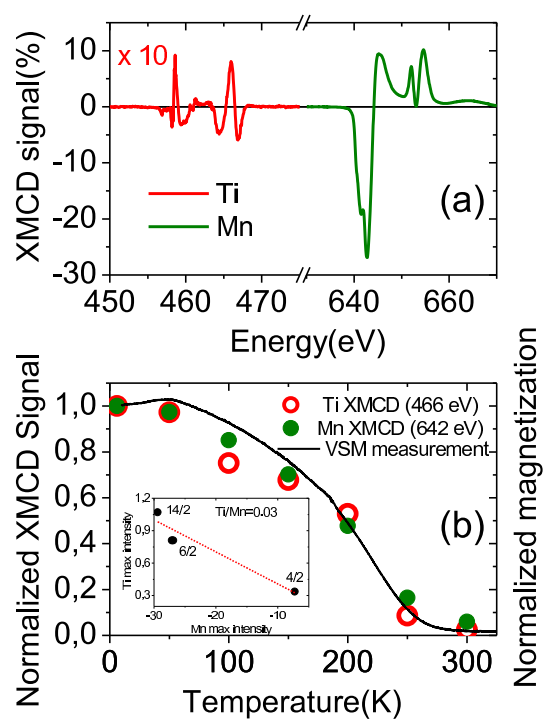 10
0
-10
-20
-30
XMCD signal(%)
x 10
Ti
Mn
(a)
450
460
470
640
660
Energy(eV)
Normalized XMCD Signal
1,0
0,8
0,6
0,4
0,2
0,0
Ti XMCD (466 eV)
Mn XMCD (642 eV)
VSM measurement
(b)
Ti max intensity
1,2
0,9
0,6
0,3
14/2
Ti/Mn=0.03
6/2
4/2
-30
-20
-10
Mn max intensity
0
100
150
200
250
300
50
Temperature(K)
Normalized magnetization